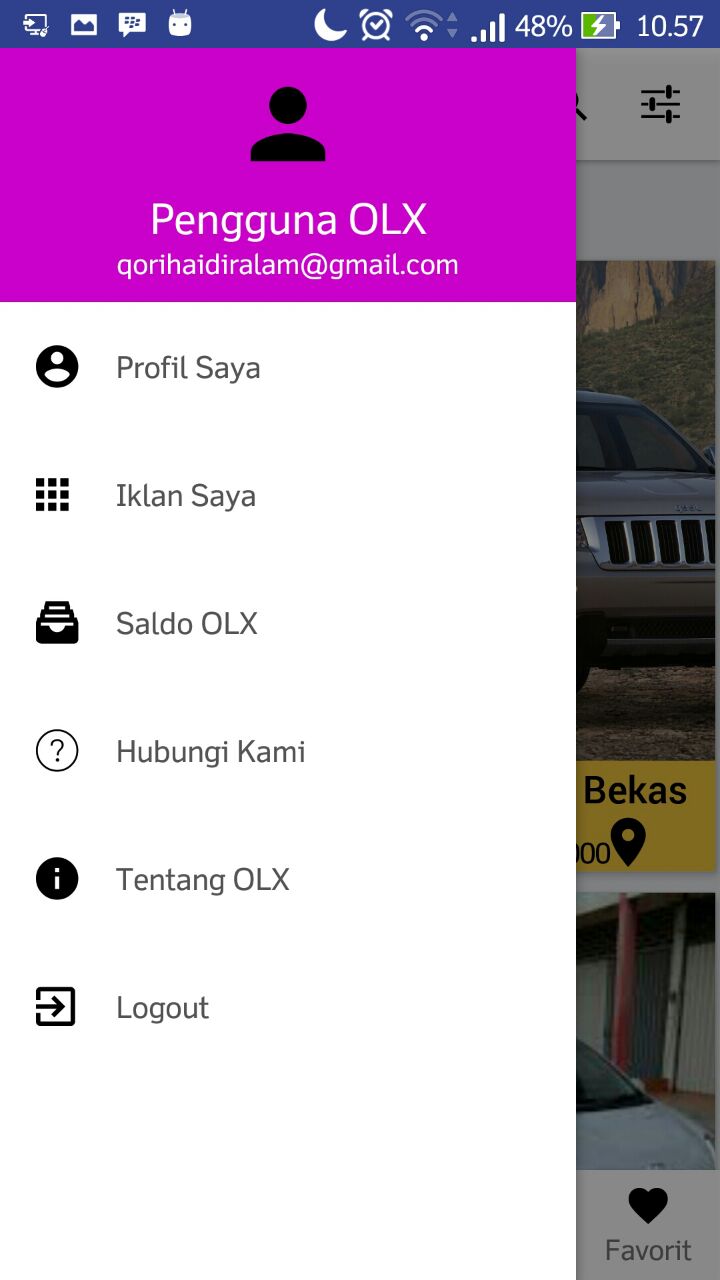 48%
10.57
Pengguna OLX
qorihaidiralam@gmail.com
Profil Saya
Iklan Saya
Saldo OLX
Hubungi Kami
Tentang OLX
Logout
Bekas
000
Favorit